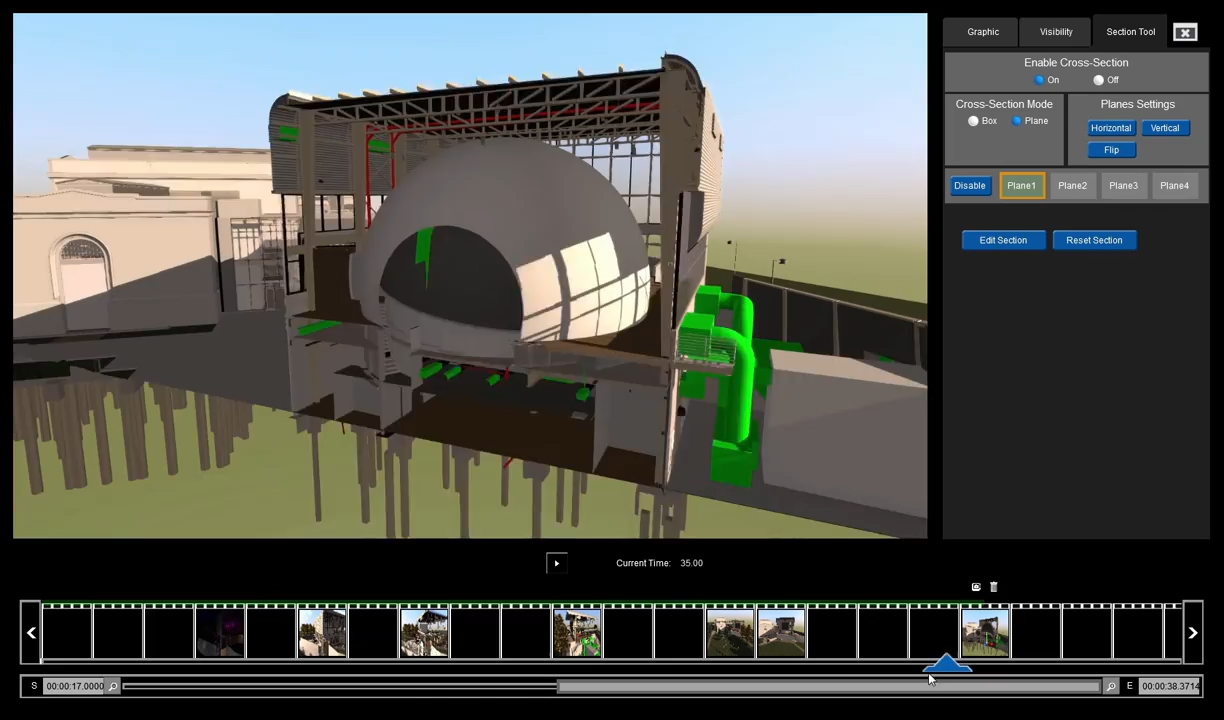 Graphic Visibility Section Tool
Enable Cross-Section
On Off
Cross-Section Mode
Box Plane
Planes Settings
Horizontal Vertical
Flip
Disable Plane1 Plane2 Plane3 Plane4
Edit Section Reset Section
Current Time: 35.00
S 00:00:17.0000 E 00:00:38.3714